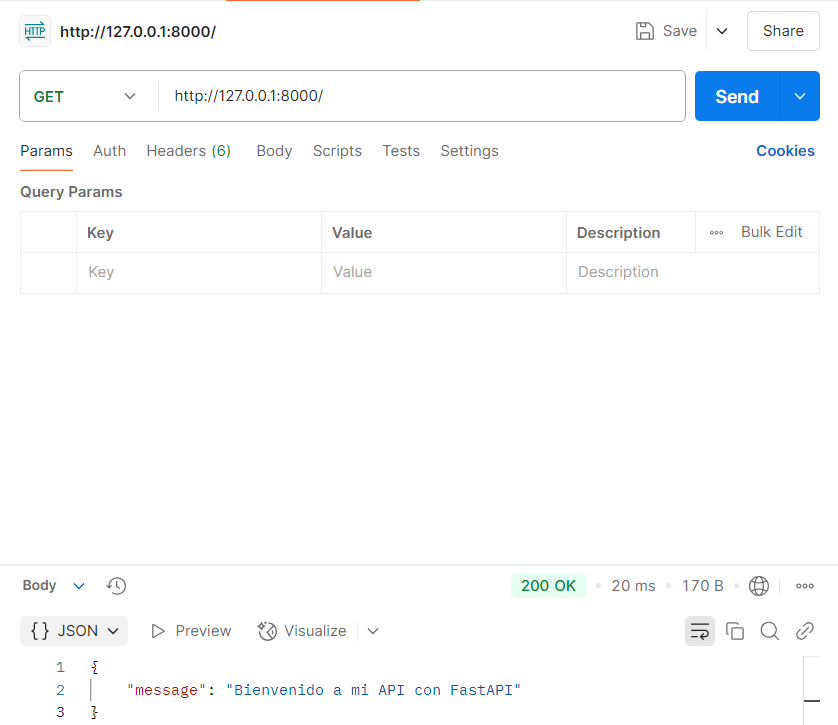 HTTP http://127.0.0.1:8000/ Save Share
GET http://127.0.0.1:8000/ Send
Params Auth Headers (6) Body Scripts Tests Settings Cookies
Query Params
Key Value Description Bulk Edit
Key Value Description
Body 200 OK 20 ms 170 B
{} JSON Preview Visualize
1 {
2 "message": "Bienvenido a mi API con FastAPI"
3 }